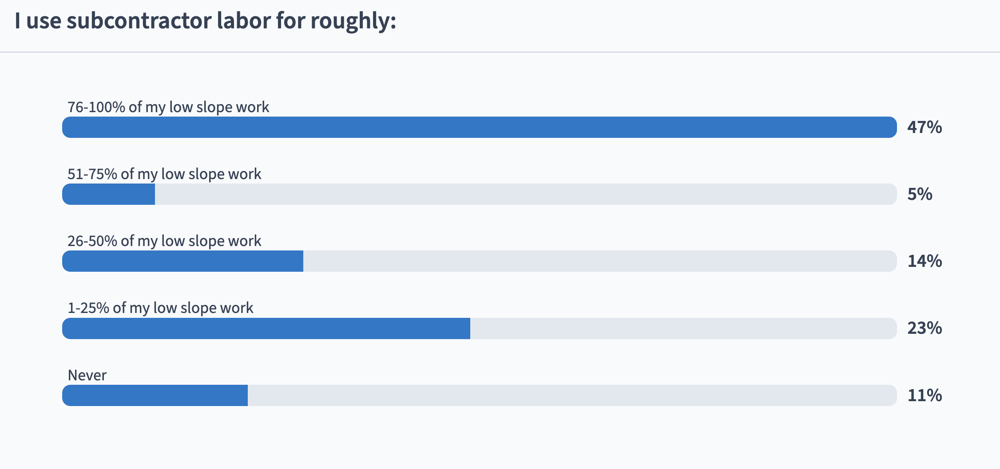 I use subcontractor labor for roughly:
76-100% of my low slope work
47%
51-75% of my low slope work
5%
26-50% of my low slope work
14%
1-25% of my low slope work
23%
Never
11%